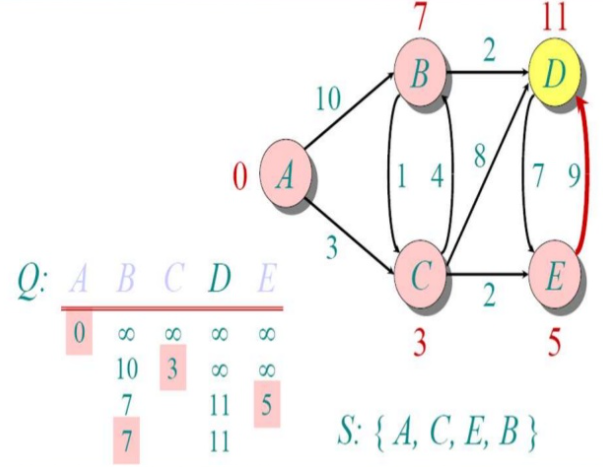 7 11
B 2 D
10
0 A 1 4 8 7 9
3
Q: A B C D E
C 2 E
0 ∞ ∞ ∞ ∞
3 5
10 3 ∞ ∞
7 11 5
7 11
S: { A, C, E, B }